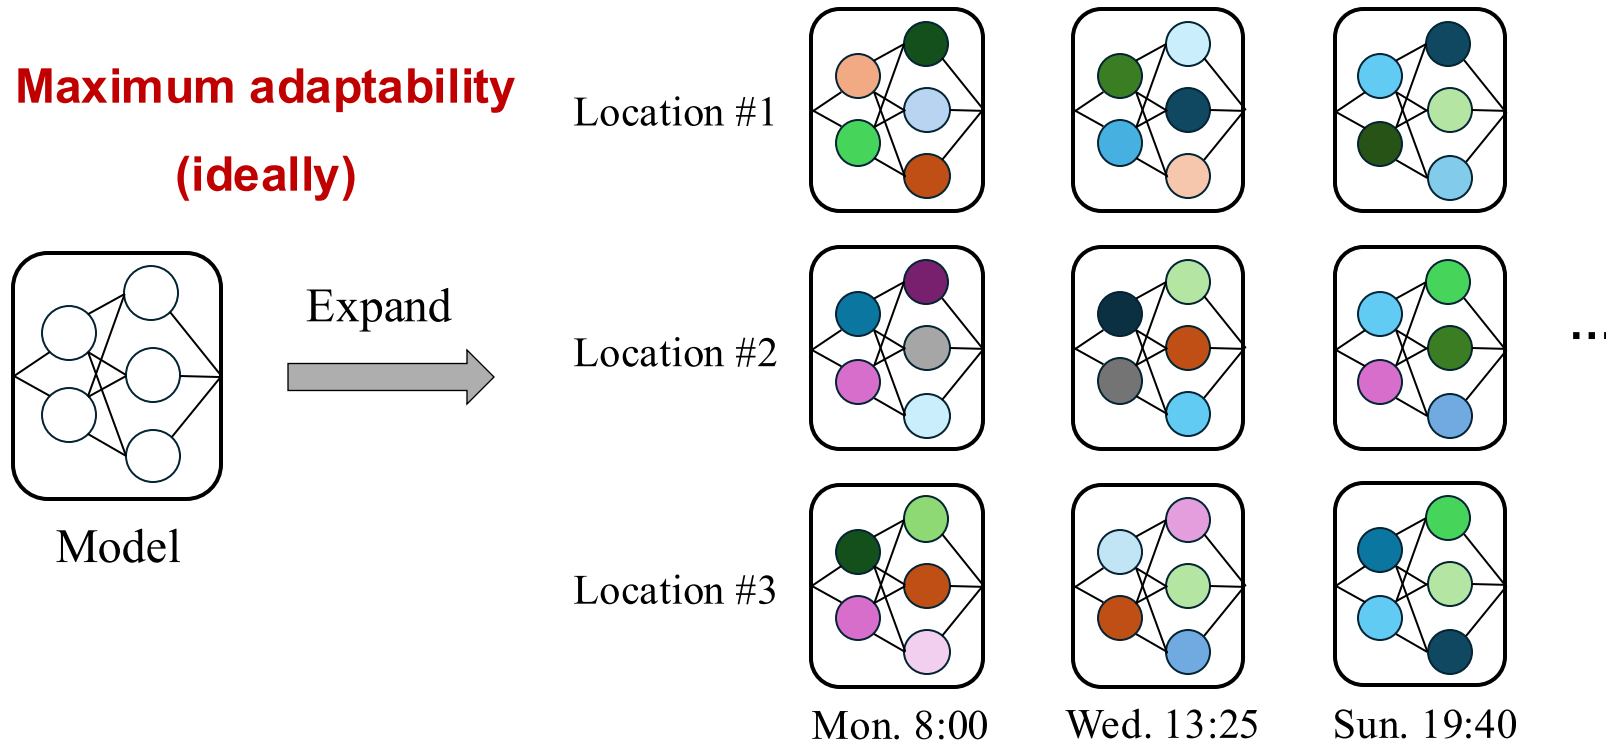 Maximum adaptability
(ideally)
Model
Expand
Location #1
Location #2
...
Location #3
Mon. 8:00
Wed. 13:25
Sun. 19:40